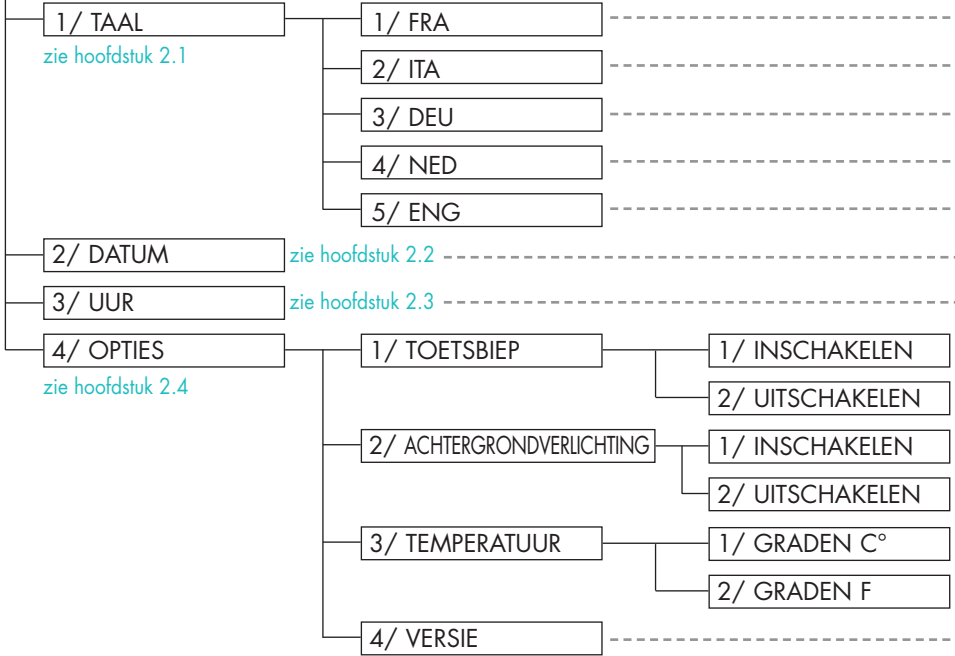 1/ TAAL
zie hoofdstuk 2.1
1/ FRA
2/ ITA
3/ DEU
4/ NED
5/ ENG
2/ DATUM
zie hoofdstuk 2.2
3/ UUR
zie hoofdstuk 2.3
4/ OPTIES
zie hoofdstuk 2.4
1/ TOETSBIEP
1/ INSCHAKELEN
2/ UITSCHAKELEN
2/ ACHTERGRONDVERLICHTING
1/ INSCHAKELEN
2/ UITSCHAKELEN
3/ TEMPERATUUR
1/ GRADEN C°
2/ GRADEN F
4/ VERSIE